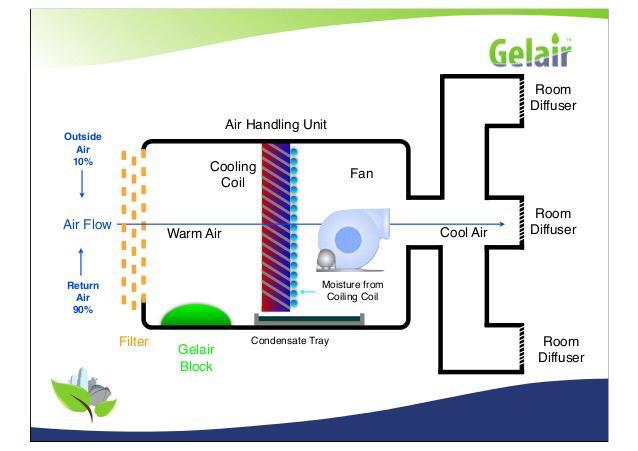 Gelair™
Air Handling Unit
Outside
Air
10%
Air Flow
Return
Air
90%
Filter
Warm Air
Cooling
Coil
Fan
Moisture from
Coiling Coil
Condensate Tray
Gelair
Block
Cool Air
Room
Diffuser
Room
Diffuser
Room
Diffuser